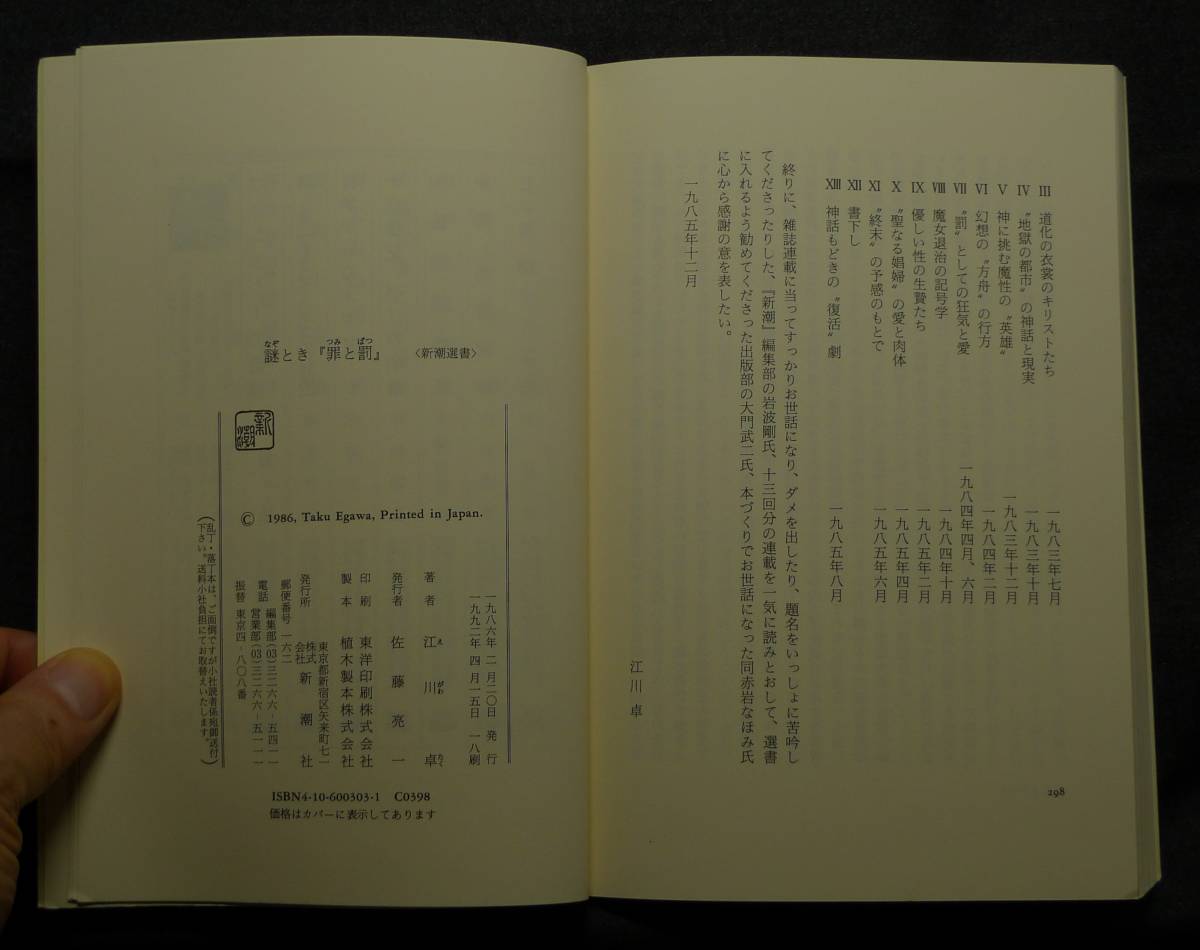 III 道化の衣裳のキリストたち 一九八三年七月
IV 〝地獄の都市〟の神話と現実 一九八三年十月
V 神に挑む魔性の〝英雄〟 一九八三年十二月
VI 幻想の〝方舟〟の行方 一九八四年二月
VII 〝罰〟としての狂気と愛 一九八四年四月、六月
VIII 魔女退治の記号学 一九八四年十月
IX 優しい性の生贄たち 一九八五年二月
X 〝聖なる娼婦〟の愛と肉体 一九八五年四月
XI 〝終末〟の予感のもとで 一九八五年六月
XII 書下し
XIII 神話もどきの〝復活〟劇 一九八五年八月
終りに、雑誌連載に当ってすっかりお世話になり、ダメを出したり、題名をいっしょに苦吟し
てくださったりした、『新潮』編集部の岩波剛氏、十三回分の連載を一気に読みとおして、選書
に入れるよう勧めてくださった出版部の大門武二氏、本づくりでお世話になった同赤岩なほみ氏
に心から感謝の意を表したい。
一九八五年十二月
江川卓
298
謎とき『罪と罰』 〈新潮選書〉
なぞ つみ ばつ
新潮
© 1986, Taku Egawa, Printed in Japan.
一九八六年 二月二〇日 発行
一九九二年 四月一五日 一八刷
著者 江川 卓
え がわ たく
発行者 佐藤亮一
印刷 東洋印刷株式会社
製本 植木製本株式会社
発行所 株式会社 新潮社
東京都新宿区矢来町七一
郵便番号 一六二
電話 編集部(03)三二六六-五四一一
営業部(03)三二六六-五一一一
振替 東京四-八〇八番
(乱丁・落丁本は、ご面倒ですが小社読者係宛御送付
下さい。送料小社負担にてお取替えいたします。)
ISBN4-10-600303-1 C0398
価格はカバーに表示してあります